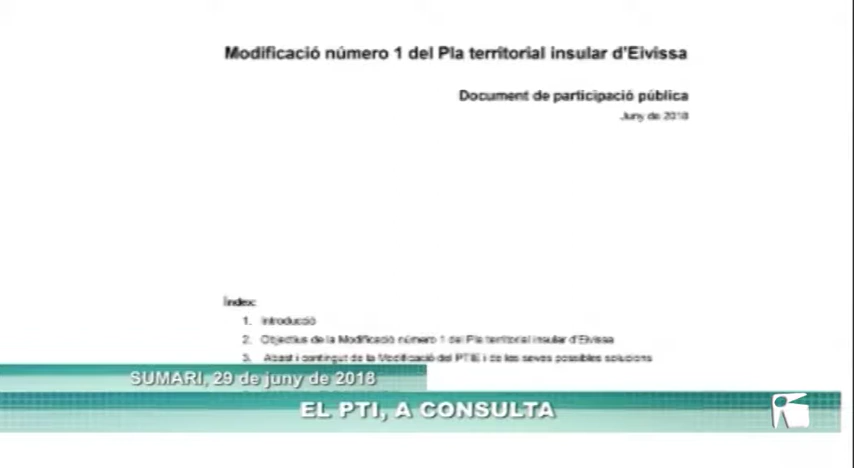 Modificació número 1 del Pla territorial insular d'Eivissa
Document de participació pública
Juny de 2018
Índex:
1. Introducció
2. Objectius de la Modificació número 1 del Pla territorial insular d'Eivissa
3. Abast i contingut de la Modificació del PTIE i de les seves possibles solucions
SUMARI, 29 de juny de 2018
EL PTI, A CONSULTA